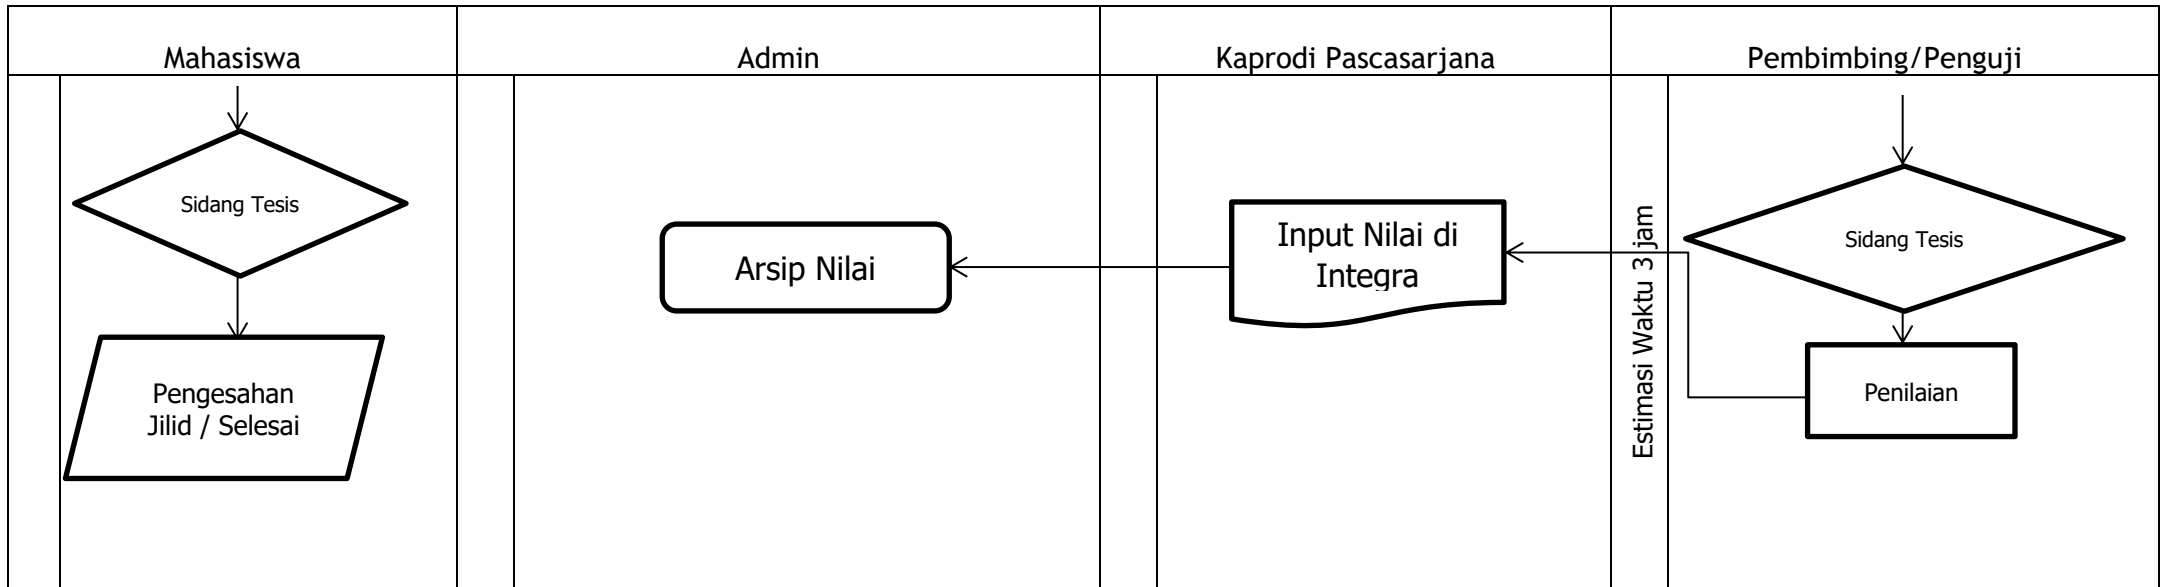 Mahasiswa
Admin
Kaprodi Pascasarjana
Pembimbing/Penguji
Sidang Tesis
Pengesahan
Jilid / Selesai
Arsip Nilai
Input Nilai di
Integra
Estimasi Waktu 3 jam
Sidang Tesis
Penilaian